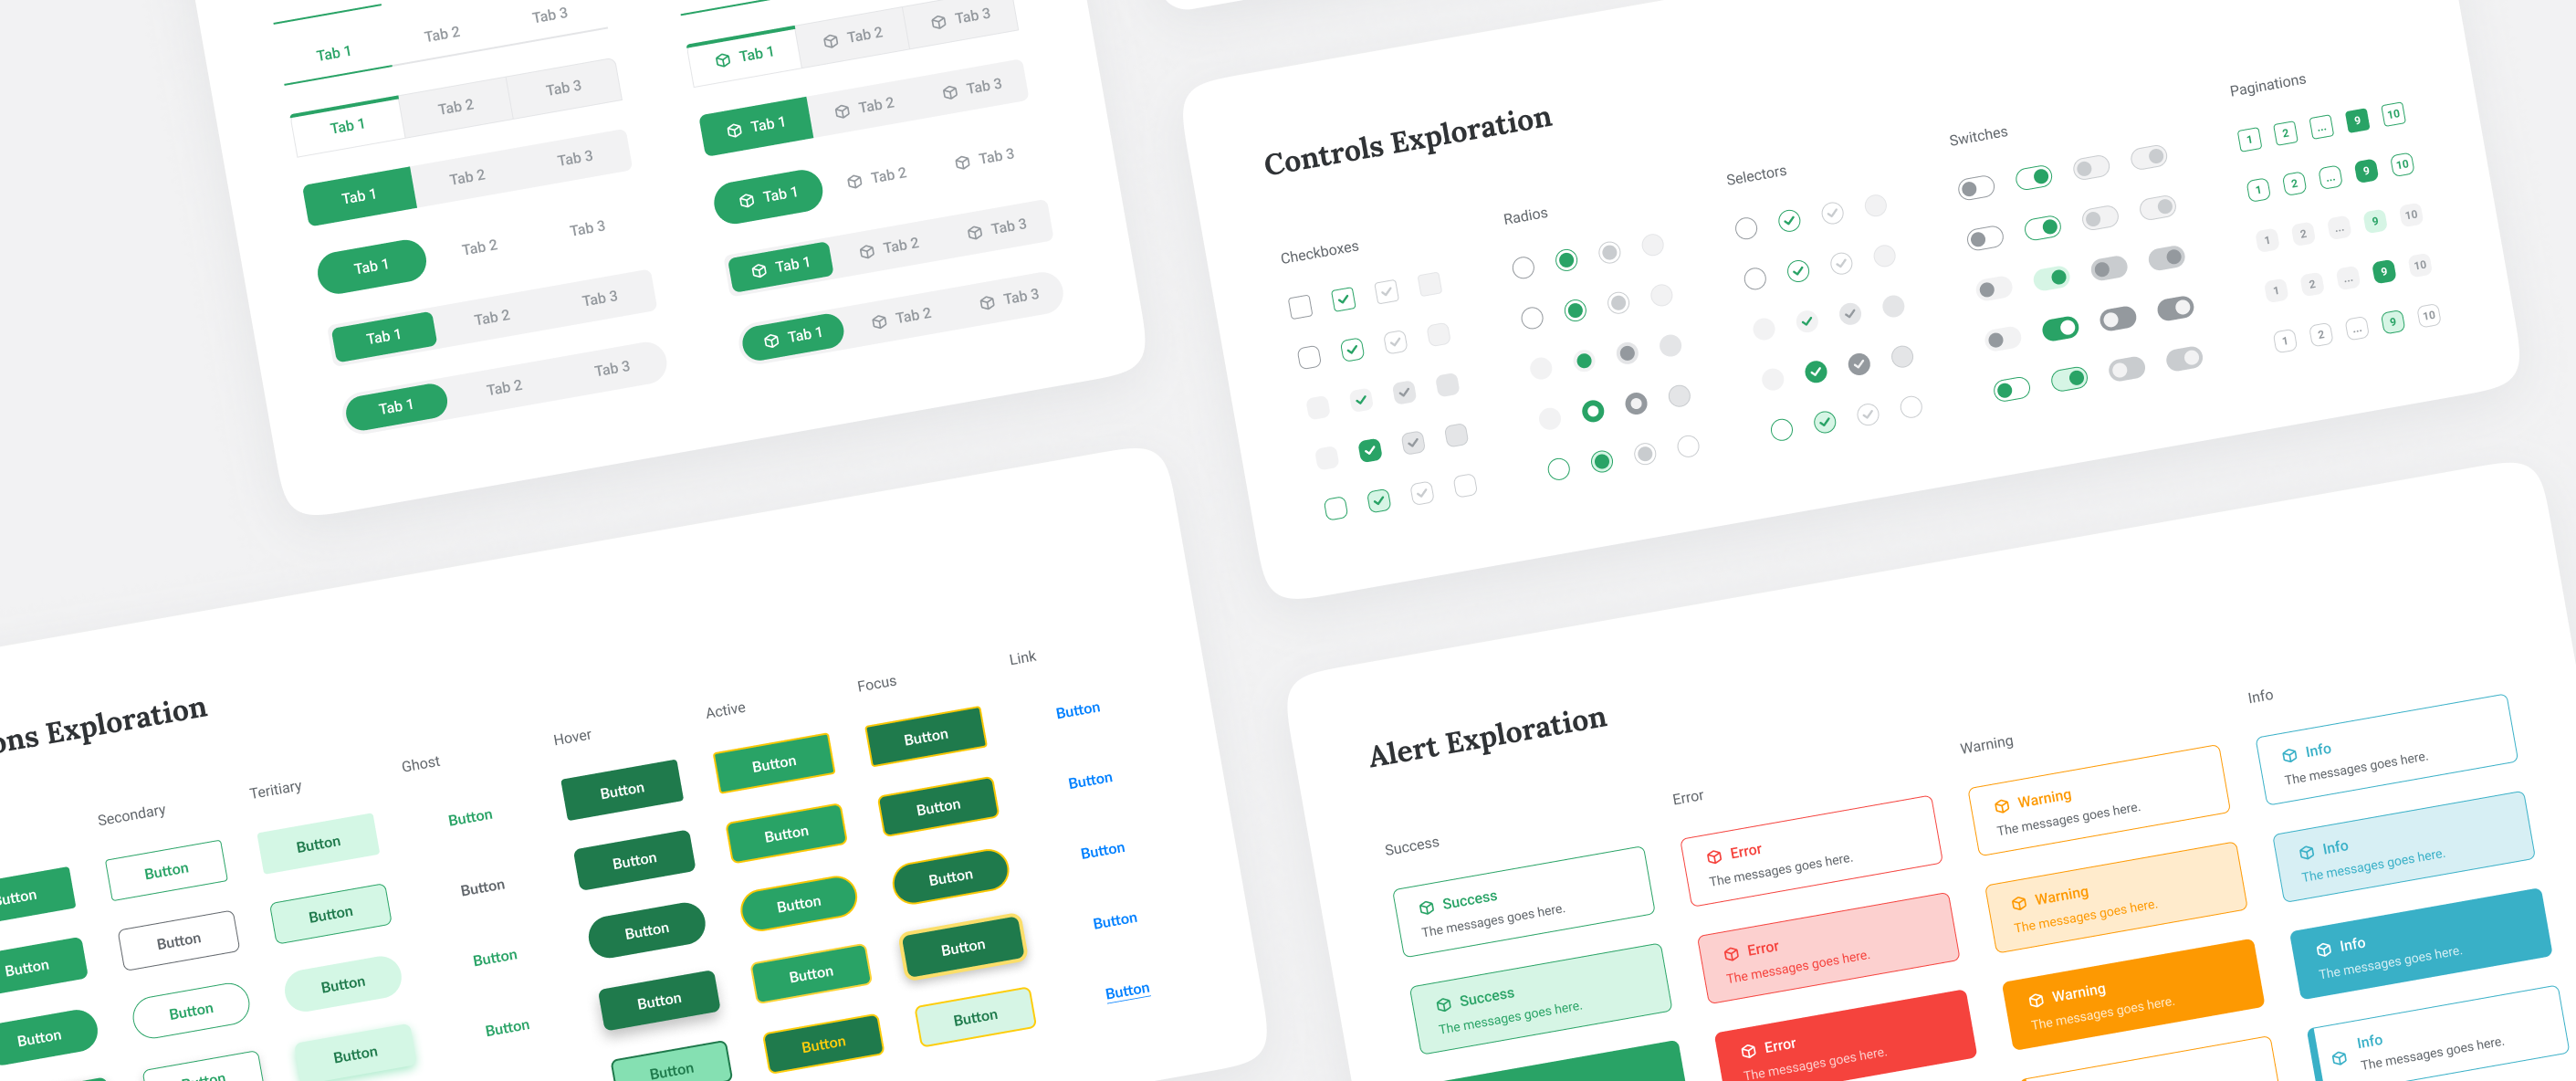 Tab 1 Tab 2 Tab 3
Tab 1 Tab 2 Tab 3
Tab 1 Tab 2 Tab 3
Tab 1 Tab 2 Tab 3
Tab 1 Tab 2 Tab 3
Tab 1 Tab 2 Tab 3
Tab 1 Tab 2 Tab 3
Tab 1 Tab 2 Tab 3
Tab 1 Tab 2 Tab 3
Tab 1 Tab 2 Tab 3
Tab 1 Tab 2 Tab 3
Controls Exploration
Checkboxes
Radios
Selectors
Switches
Paginations
1 2 ... 9 10
1 2 ... 9 10
1 2 ... 9 10
1 2 ... 9 10
1 2 ... 9 10
Exploration
Secondary
Teritiary
Ghost
Hover
Active
Focus
Link
Button Button Button Button Button Button Button Button
Button Button Button Button Button Button Button Button
Button Button Button Button Button Button Button Button
Button Button Button Button Button Button Button
Button Button Button Button
Alert Exploration
Success
Error
Warning
Info
Success
The messages goes here.
Success
The messages goes here.
Error
The messages goes here.
Error
The messages goes here.
Error
The messages goes here.
Warning
The messages goes here.
Warning
The messages goes here.
Warning
The messages goes here.
Info
The messages goes here.
Info
The messages goes here.
Info
The messages goes here.
Info
The messages goes here.